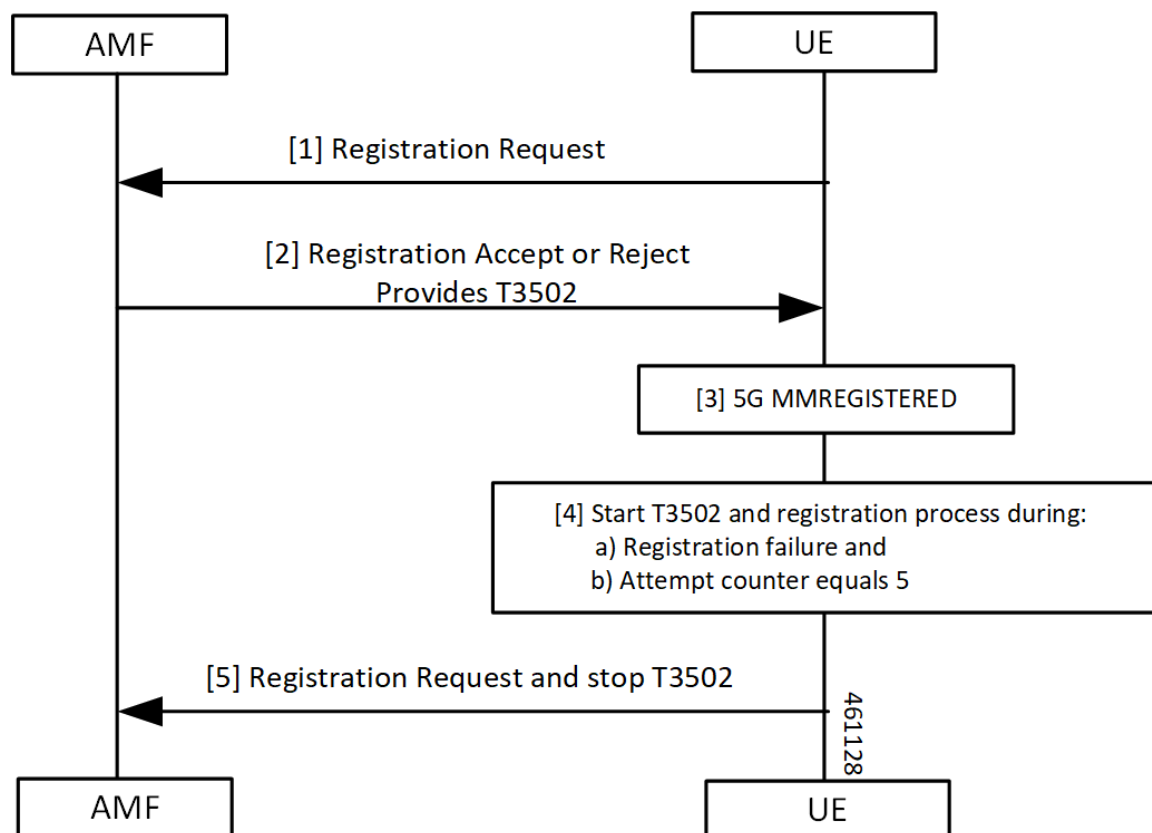 AMF
UE
[1] Registration Request
[2] Registration Accept or Reject
Provides T3502
[3] 5G MMREGISTERED
[4] Start T3502 and registration process during:
a) Registration failure and
b) Attempt counter equals 5
[5] Registration Request and stop T3502
461128
AMF
UE